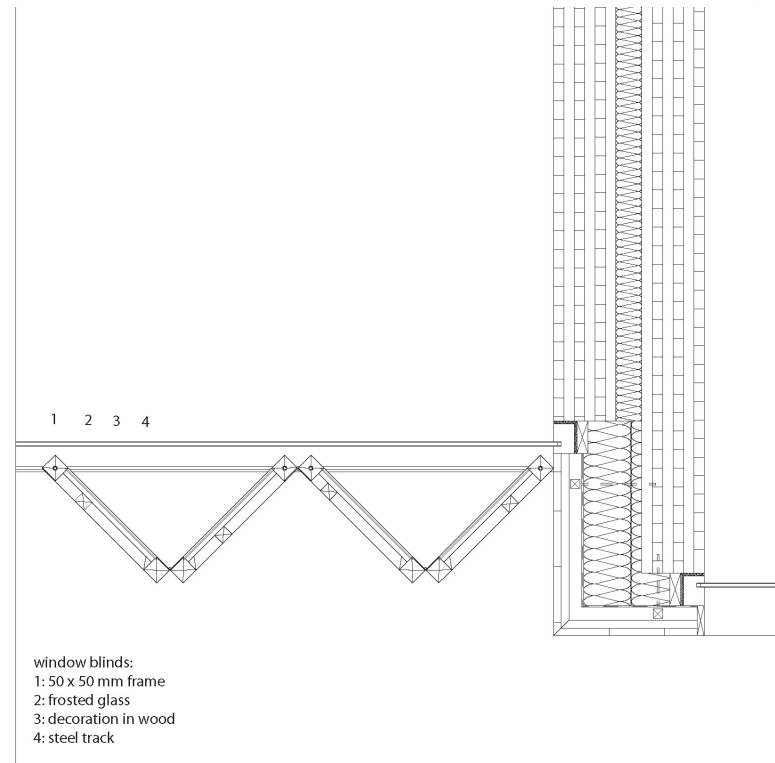 1 2 3 4
window blinds:
1: 50 x 50 mm frame
2: frosted glass
3: decoration in wood
4: steel track